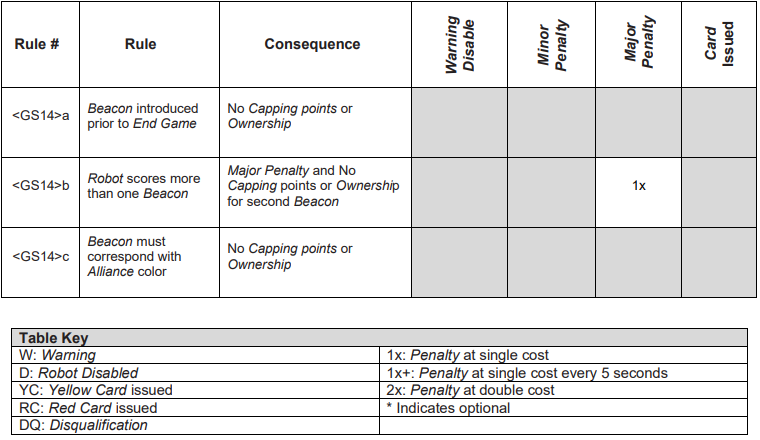 Rule # Rule Consequence Warning Disable Minor Penalty Major Penalty Card Issued
<GS14>a Beacon introduced prior to End Game No Capping points or Ownership
<GS14>b Robot scores more than one Beacon Major Penalty and No Capping points or Ownership for second Beacon 1x
<GS14>c Beacon must correspond with Alliance color No Capping points or Ownership
Table Key
W: Warning 1x: Penalty at single cost
D: Robot Disabled 1x+: Penalty at single cost every 5 seconds
YC: Yellow Card issued 2x: Penalty at double cost
RC: Red Card issued * Indicates optional
DQ: Disqualification